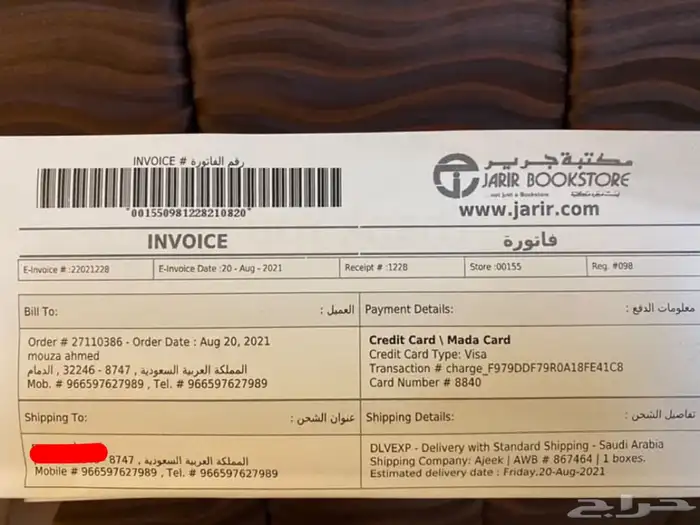 INVOICE # رقم الفاتورة
*001550981228210820*
مكتبة جرير
JARIR BOOKSTORE
...not just a Bookstore
www.jarir.com
INVOICE فاتورة
E-Invoice # :22021228 E-Invoice Date :20 - Aug - 2021 Receipt # :1228 Store :00155 Reg. #098
Bill To: العميل :
Order # 27110386 - Order Date : Aug 20, 2021
mouza ahmed
المملكة العربية السعودية , 8747 - 32246 , الدمام
Mob. # 966597627989 , Tel. # 966597627989
Payment Details: معلومات الدفع :
Credit Card \ Mada Card
Credit Card Type: Visa
Transaction # charge_F979DDF79R0A18FE41C8
Card Number # 8840
Shipping To: عنوان الشحن :
المملكة العربية السعودية , 8747
Mobile # 966597627989 , Tel. # 966597627989
Shipping Details: تفاصيل الشحن :
DLVEXP - Delivery with Standard Shipping - Saudi Arabia
Shipping Company: Ajeek | AWB # 867464 | 1 boxes.
Estimated delivery date : Friday.20-Aug-2021
حراج